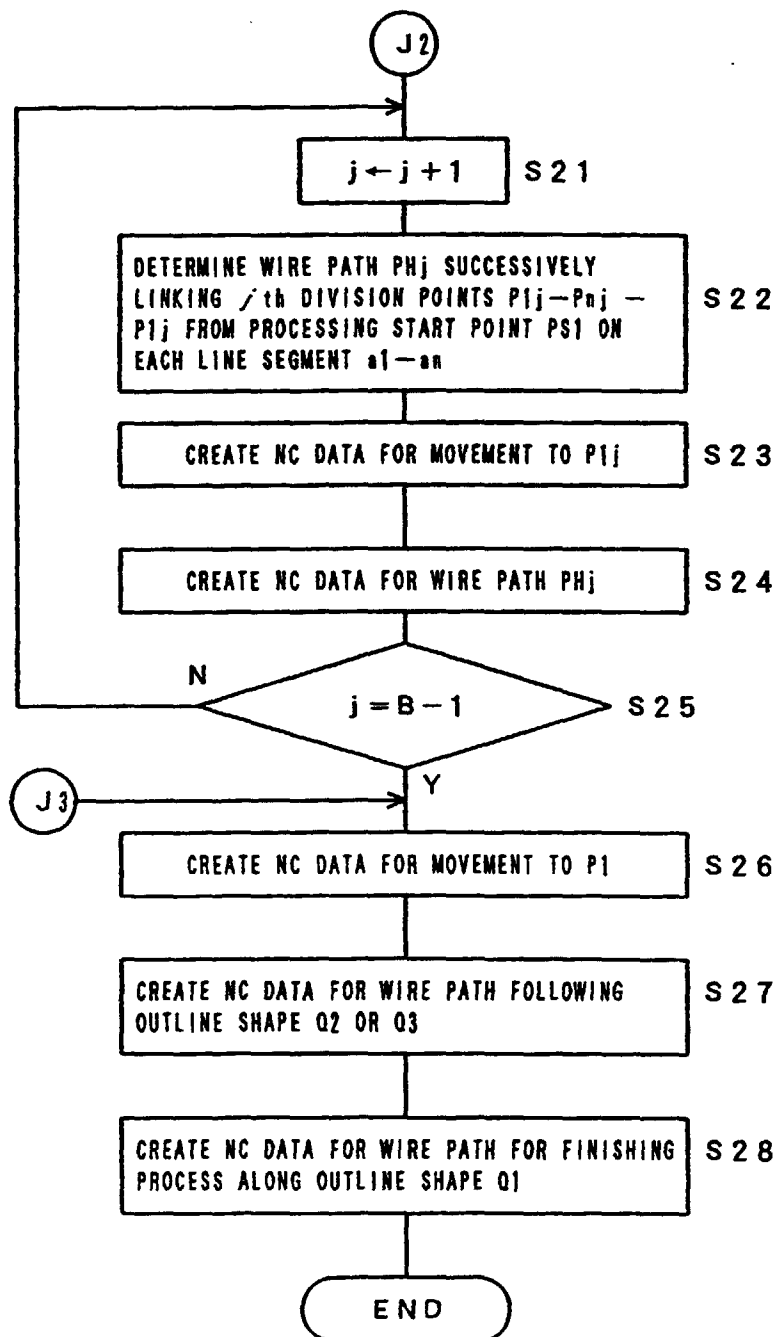 J2
j←j+1 S21
DETERMINE WIRE PATH PHj SUCCESSIVELY
LINKING jth DIVISION POINTS P1j—Pnj —
P1j FROM PROCESSING START POINT PS1 ON
EACH LINE SEGMENT a1—an
S22
CREATE NC DATA FOR MOVEMENT TO P1j S23
CREATE NC DATA FOR WIRE PATH PHj S24
N
j=B−1 S25
Y
J3
CREATE NC DATA FOR MOVEMENT TO P1 S26
CREATE NC DATA FOR WIRE PATH FOLLOWING
OUTLINE SHAPE Q2 OR Q3
S27
CREATE NC DATA FOR WIRE PATH FOR FINISHING
PROCESS ALONG OUTLINE SHAPE Q1
S28
END